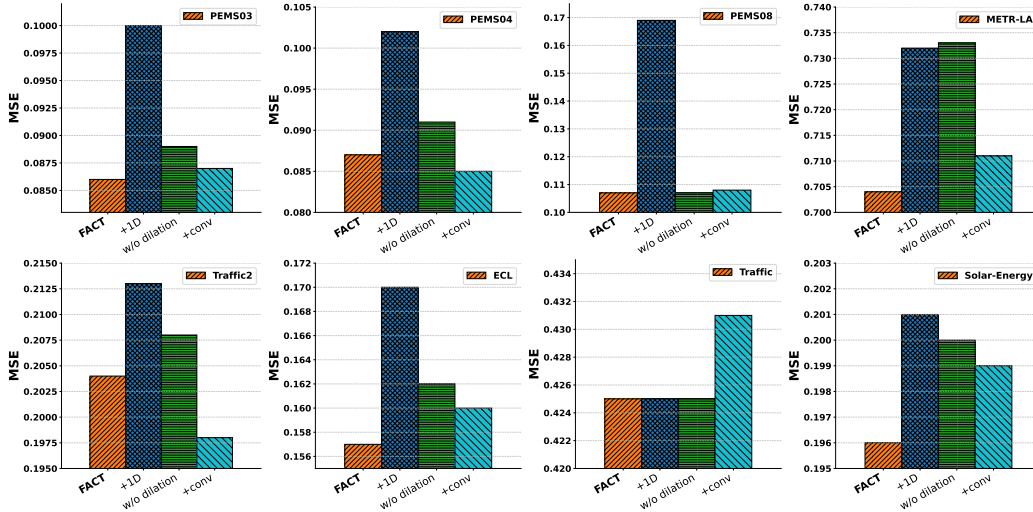 PEMS03
MSE
0.1000
0.0975
0.0950
0.0925
0.0900
0.0875
0.0850
FACT
+1D
w/o dilation
+conv
PEMS04
MSE
0.105
0.100
0.095
0.090
0.085
0.080
FACT
+1D
w/o dilation
+conv
PEMS08
MSE
0.17
0.16
0.15
0.14
0.13
0.12
0.11
0.10
FACT
+1D
w/o dilation
+conv
METR-LA
MSE
0.740
0.735
0.730
0.725
0.720
0.715
0.710
0.705
0.700
FACT
+1D
w/o dilation
+conv
Traffic2
MSE
0.2150
0.2125
0.2100
0.2075
0.2050
0.2025
0.2000
0.1975
0.1950
FACT
+1D
w/o dilation
+conv
ECL
MSE
0.172
0.170
0.168
0.166
0.164
0.162
0.160
0.158
0.156
FACT
+1D
w/o dilation
+conv
Traffic
MSE
0.434
0.432
0.430
0.428
0.426
0.424
0.422
0.420
FACT
+1D
w/o dilation
+conv
Solar-Energy
MSE
0.203
0.202
0.201
0.200
0.199
0.198
0.197
0.196
0.195
FACT
+1D
w/o dilation
+conv